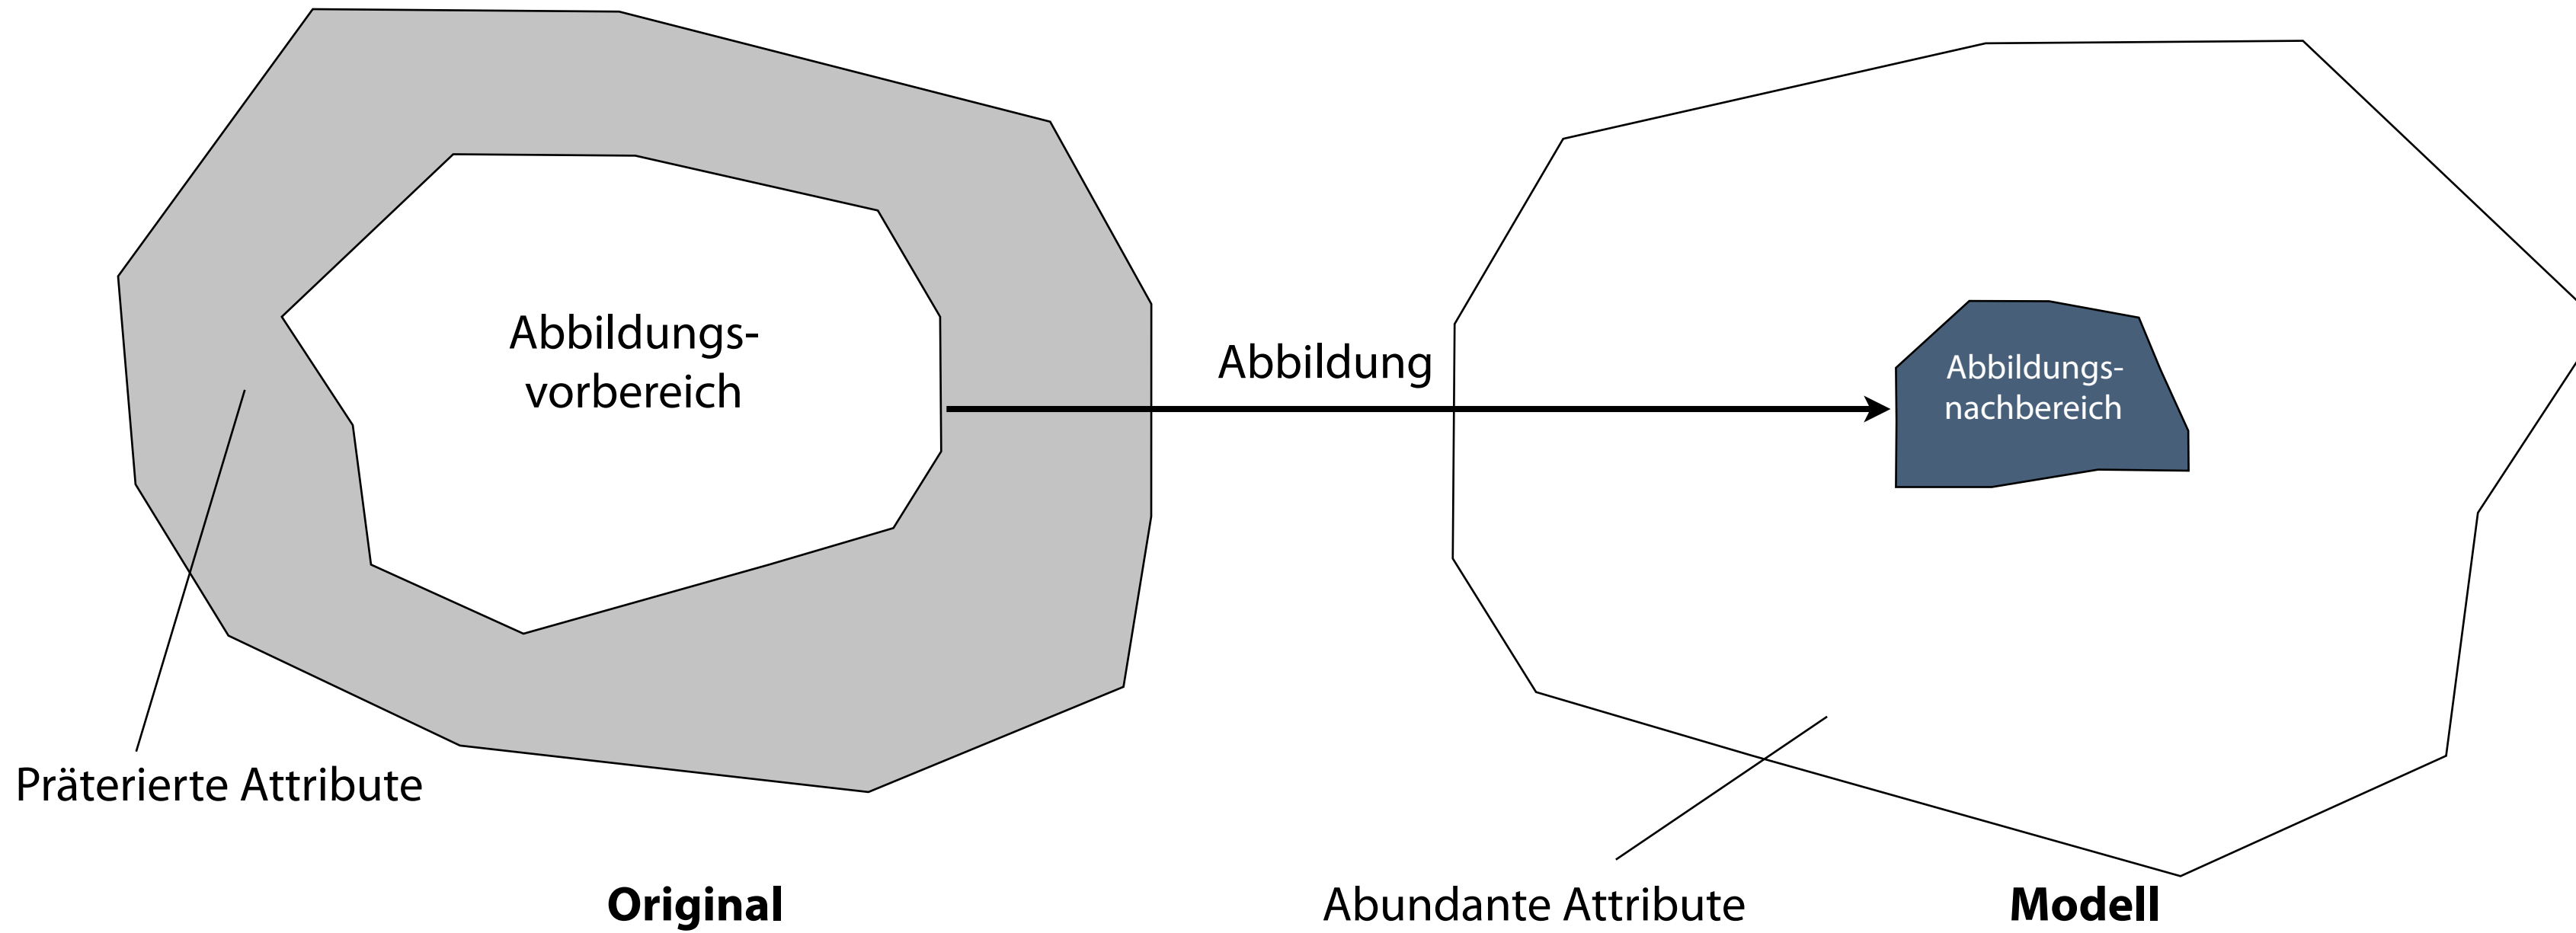 Abbildungs-
vorbereich
Abbildung
Abbildungs-
nachbereich
Präterierte Attribute
Original
Abundante Attribute
Modell